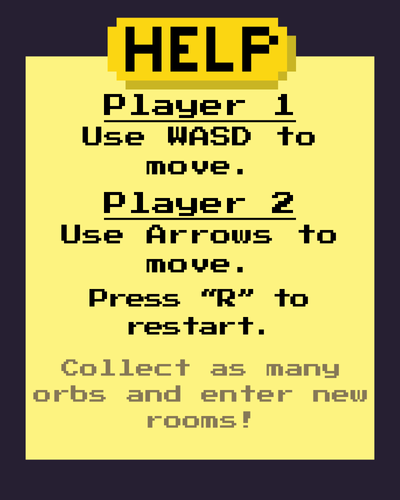 HELP
Player 1
Use WASD to
move.
Player 2
Use Arrows to
move.
Press “R” to
restart.
Collect as many
orbs and enter new
rooms!